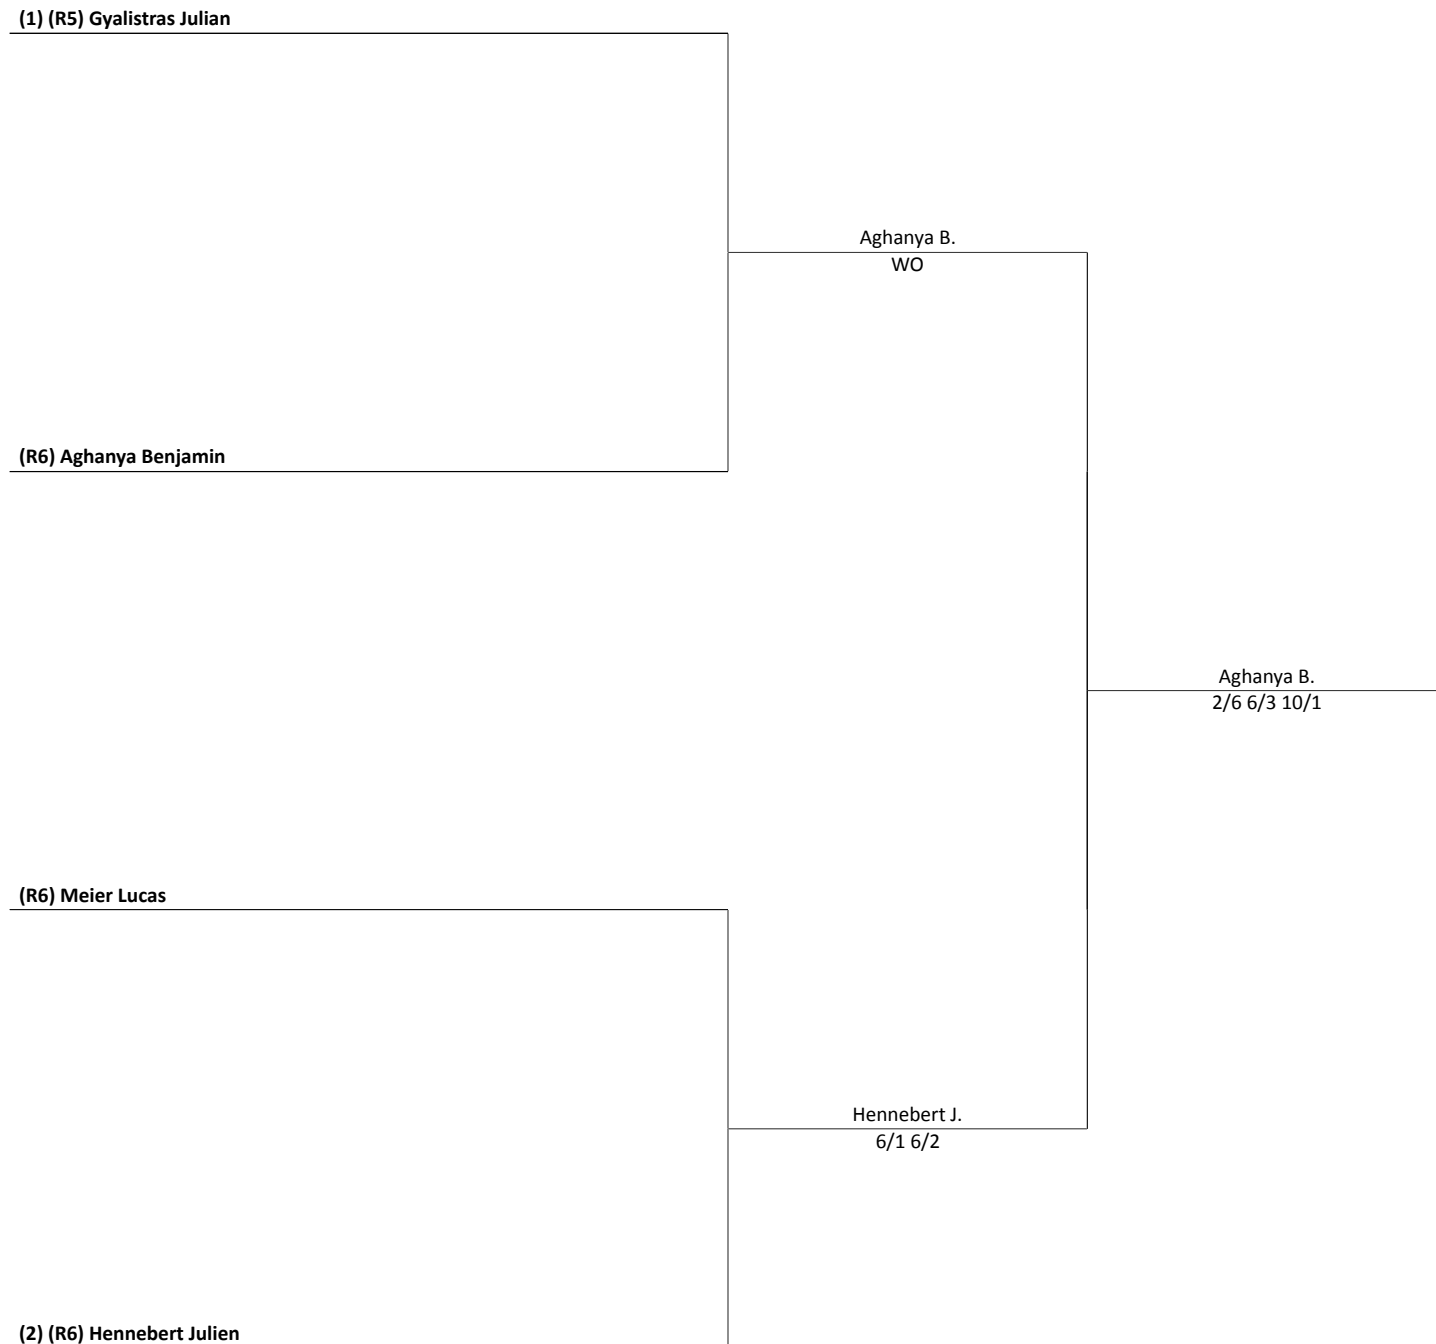 (1) (R5) Gyalistras Julian
Aghanya B.
WO
(R6) Aghanya Benjamin
Aghanya B.
2/6 6/3 10/1
(R6) Meier Lucas
Hennebert J.
6/1 6/2
(2) (R6) Hennebert Julien